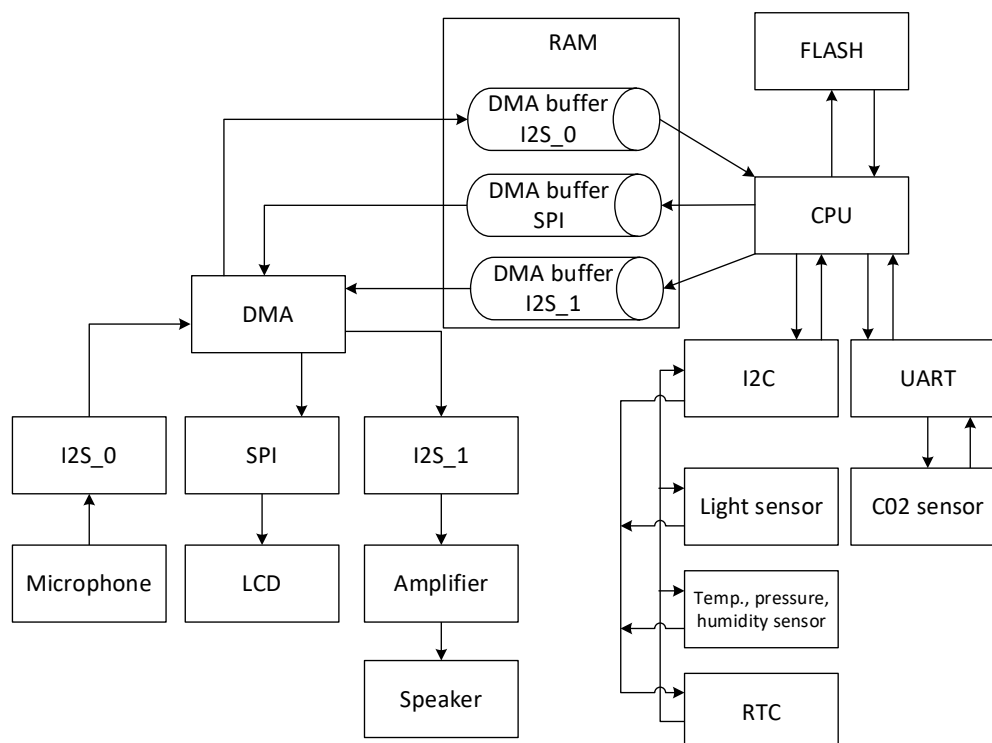 RAM
FLASH
DMA buffer
I2S_0
DMA buffer
SPI
CPU
DMA buffer
I2S_1
DMA
I2C
UART
I2S_0
SPI
I2S_1
Light sensor
C02 sensor
Microphone
LCD
Amplifier
Temp., pressure,
humidity sensor
Speaker
RTC